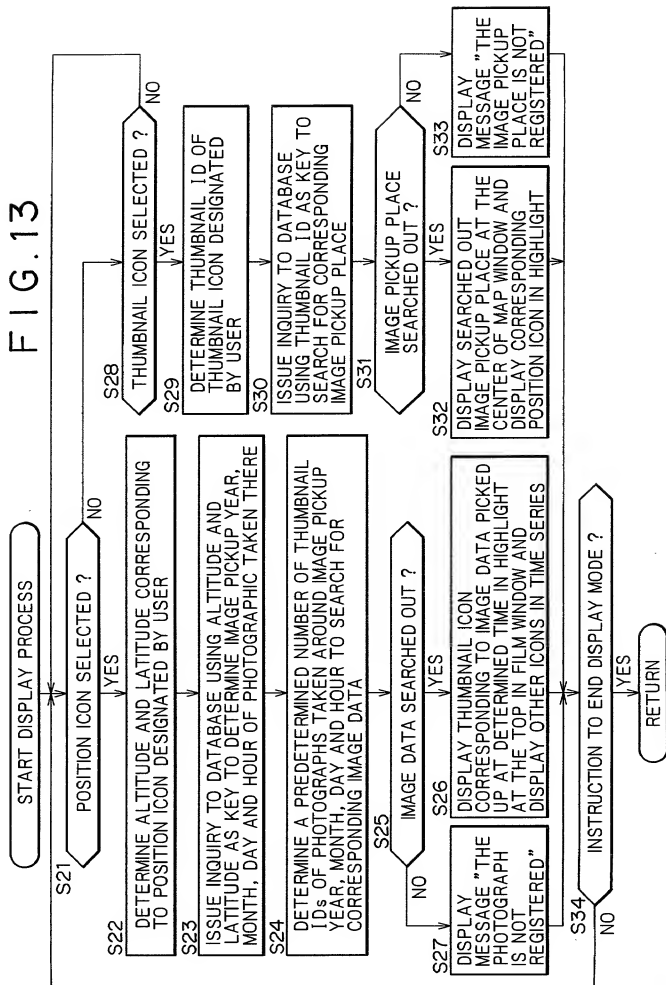 FIG.13
START DISPLAY PROCESS
S21
POSITION ICON SELECTED ?
NO
YES
S22
DETERMINE ALTITUDE AND LATITUDE CORRESPONDING
TO POSITION ICON DESIGNATED BY USER
S23
ISSUE INQUIRY TO DATABASE USING ALTITUDE AND
LATITUDE AS KEY TO DETERMINE IMAGE PICKUP YEAR,
MONTH, DAY AND HOUR OF PHOTOGRAPHIC TAKEN THERE
S24
DETERMINE A PREDETERMINED NUMBER OF THUMBNAIL
IDs OF PHOTOGRAPHS TAKEN AROUND IMAGE PICKUP
YEAR, MONTH, DAY AND HOUR TO SEARCH FOR
CORRESPONDING IMAGE DATA
S25
IMAGE DATA SEARCHED OUT ?
NO
YES
S27
DISPLAY
MESSAGE "THE
PHOTOGRAPH
IS NOT
REGISTERED"
S26
DISPLAY THUMBNAIL ICON
CORRESPONDING TO IMAGE DATA PICKED
UP AT DETERMINED TIME IN HIGHLIGHT
AT THE TOP IN FILM WINDOW AND
DISPLAY OTHER ICONS IN TIME SERIES
S28
THUMBNAIL ICON SELECTED ?
NO
YES
S29
DETERMINE THUMBNAIL ID OF
THUMBNAIL ICON DESIGNATED
BY USER
S30
ISSUE INQUIRY TO DATABASE
USING THUMBNAIL ID AS KEY TO
SEARCH FOR CORRESPONDING
IMAGE PICKUP PLACE
S31
IMAGE PICKUP PLACE
SEARCHED OUT ?
NO
YES
S32
DISPLAY SEARCHED OUT
IMAGE PICKUP PLACE AT THE
CENTER OF MAP WINDOW AND
DISPLAY CORRESPONDING
POSITION ICON IN HIGHLIGHT
S33
DISPLAY
MESSAGE "THE
IMAGE PICKUP
PLACE IS NOT
REGISTERED"
S34
INSTRUCTION TO END DISPLAY MODE ?
NO
YES
RETURN